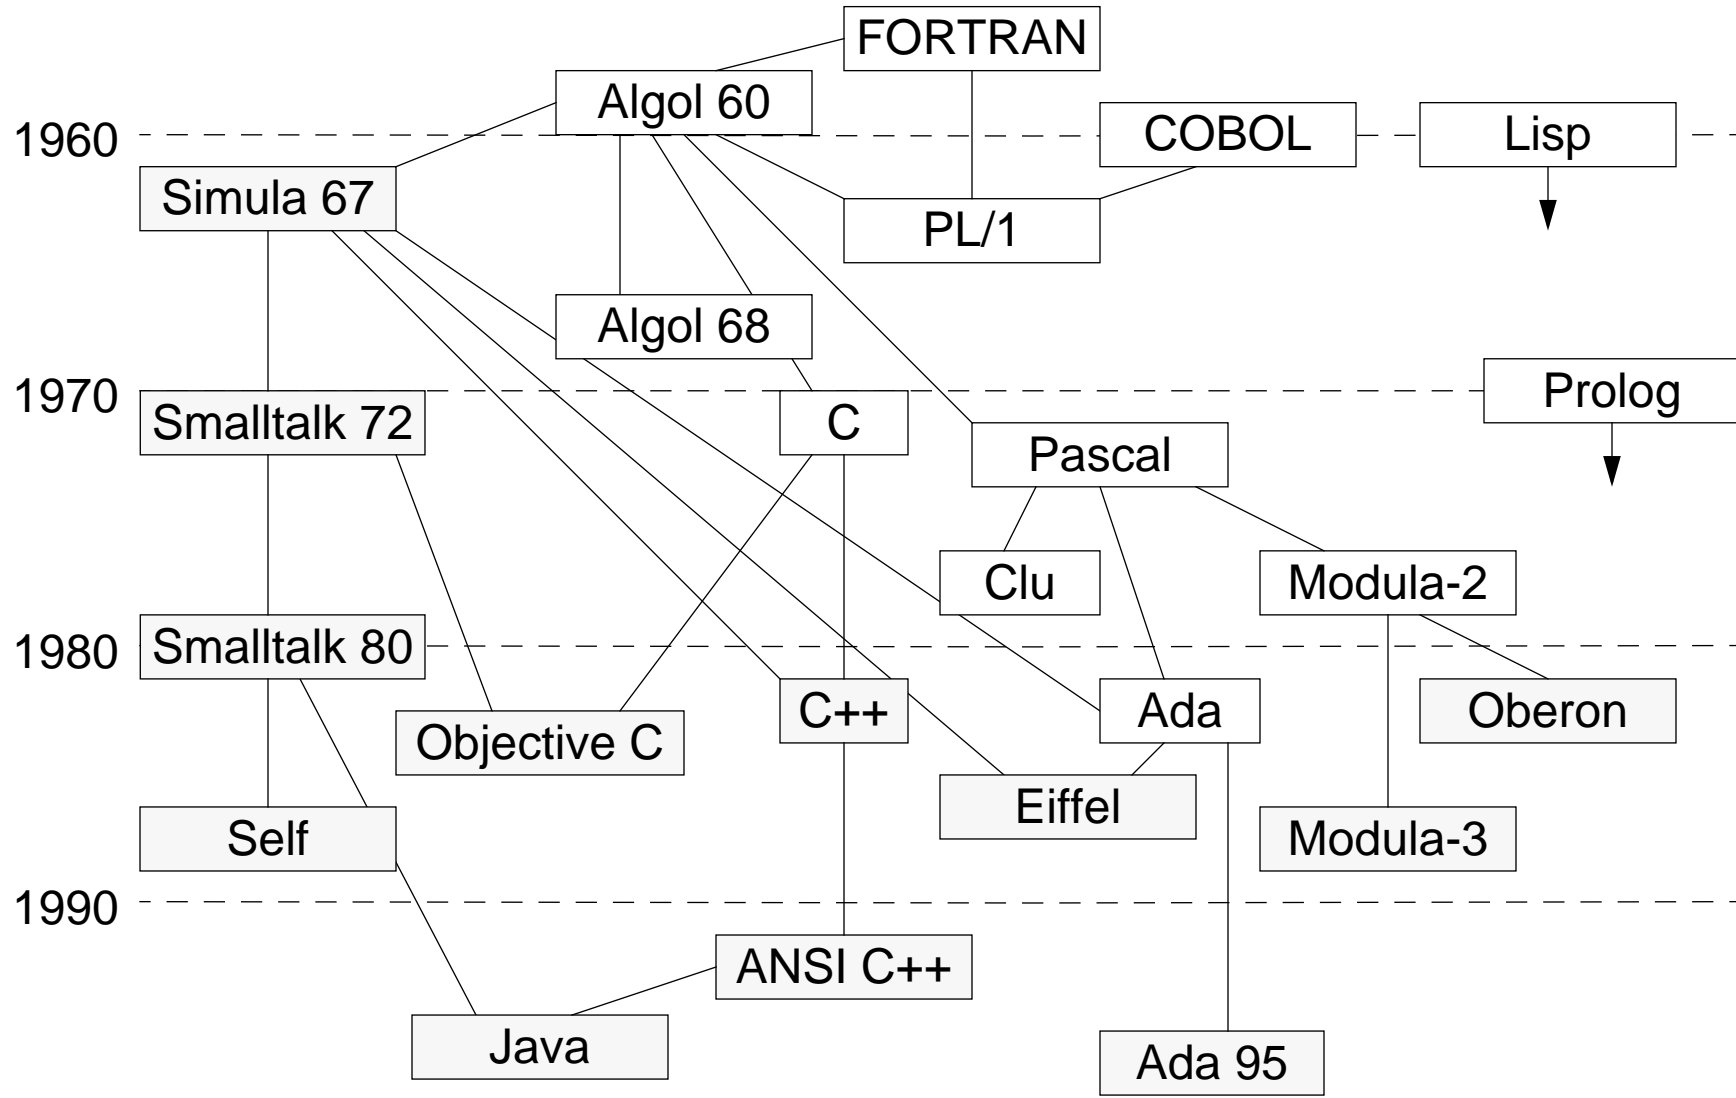 FORTRAN
Algol 60
1960
COBOL
Lisp
Simula 67
PL/1
Algol 68
1970
Prolog
Smalltalk 72
C
Pascal
Clu
Modula-2
1980
Smalltalk 80
C++
Ada
Oberon
Objective C
Eiffel
Self
Modula-3
1990
ANSI C++
Java
Ada 95